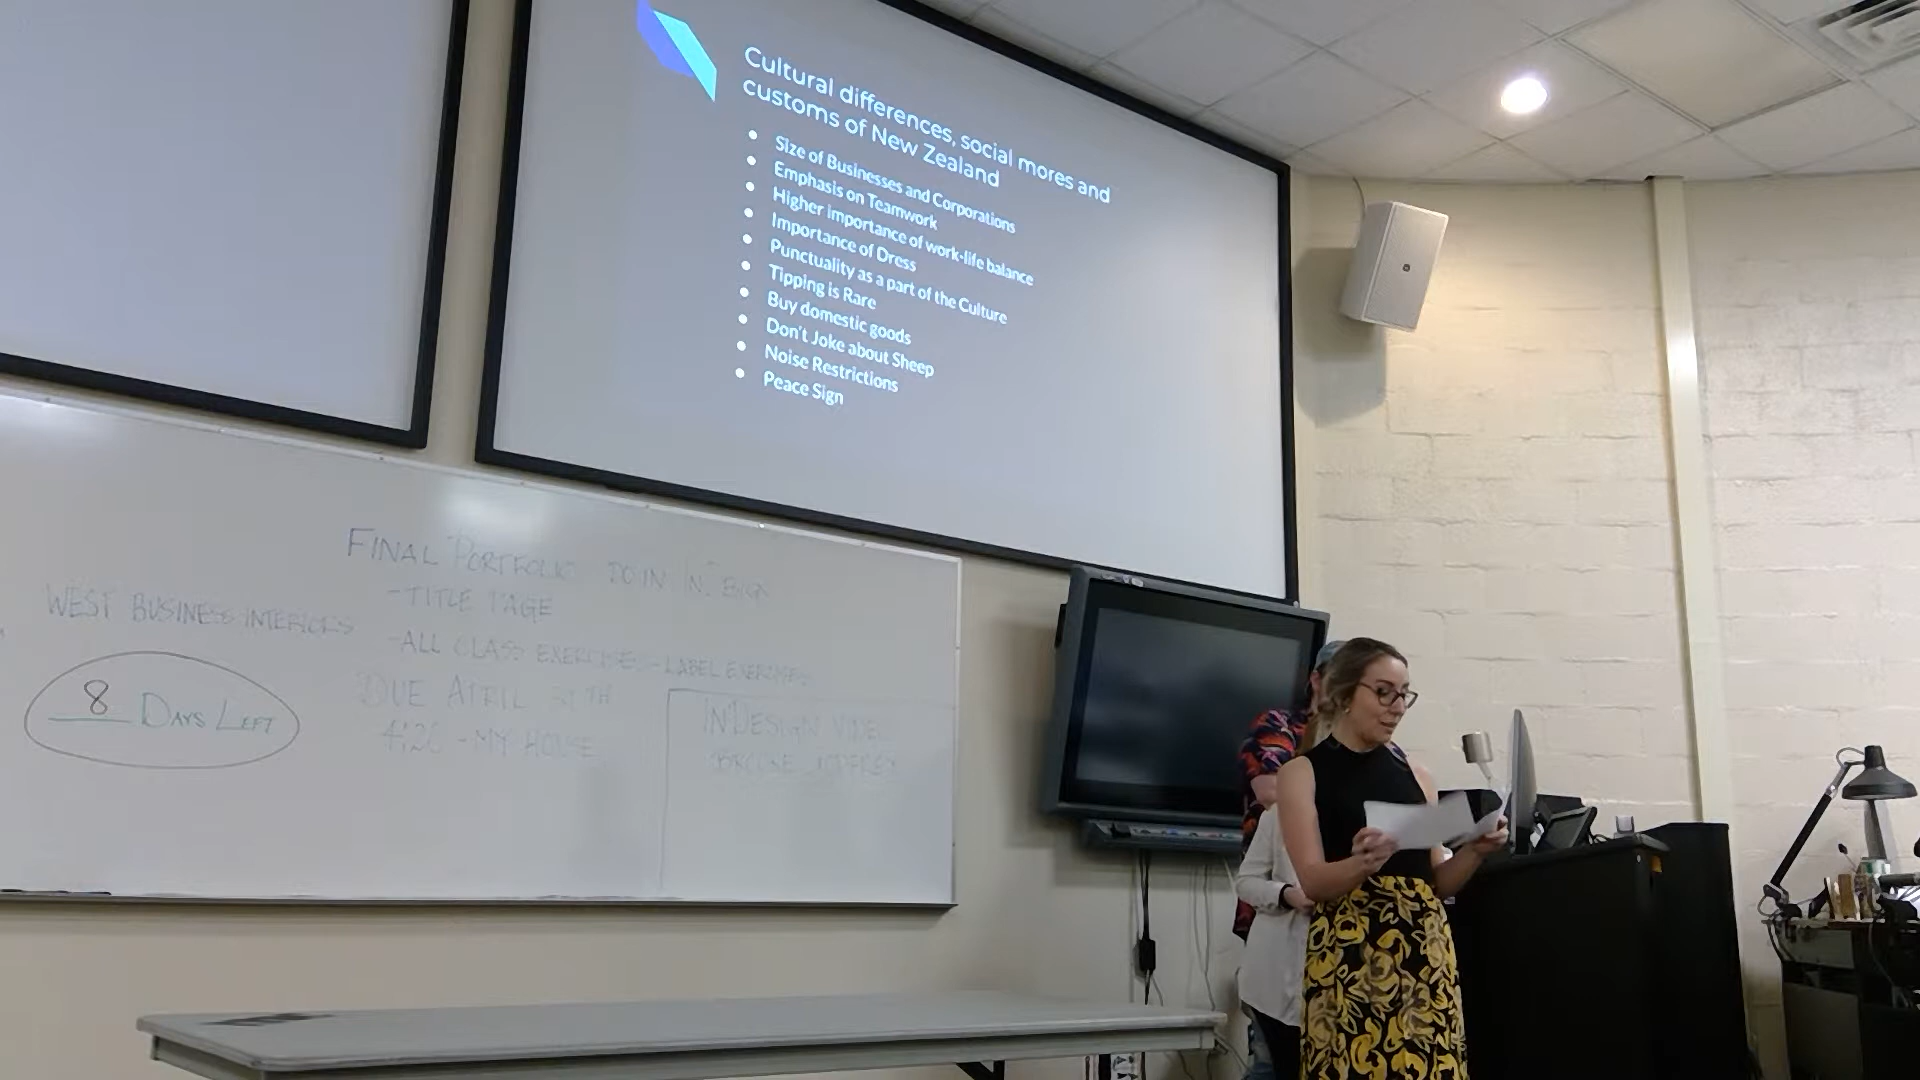 Cultural differences, social mores and
customs of New Zealand
● Size of Businesses and Corporations
● Emphasis on Teamwork
● Higher importance of work-life balance
● Importance of Dress
● Punctuality as a part of the Culture
● Tipping is Rare
● Buy domestic goods
● Don't Joke about Sheep
● Noise Restrictions
● Peace Sign
FINAL PORTFOLIO
- TITLE PAGE
WEST BUSINESS INTERIORS
- ALL CLASS EXERCISES - LABEL EXERCISES
8 DAYS LEFT
DUE APRIL
- MY HOUSE
INDESIGN